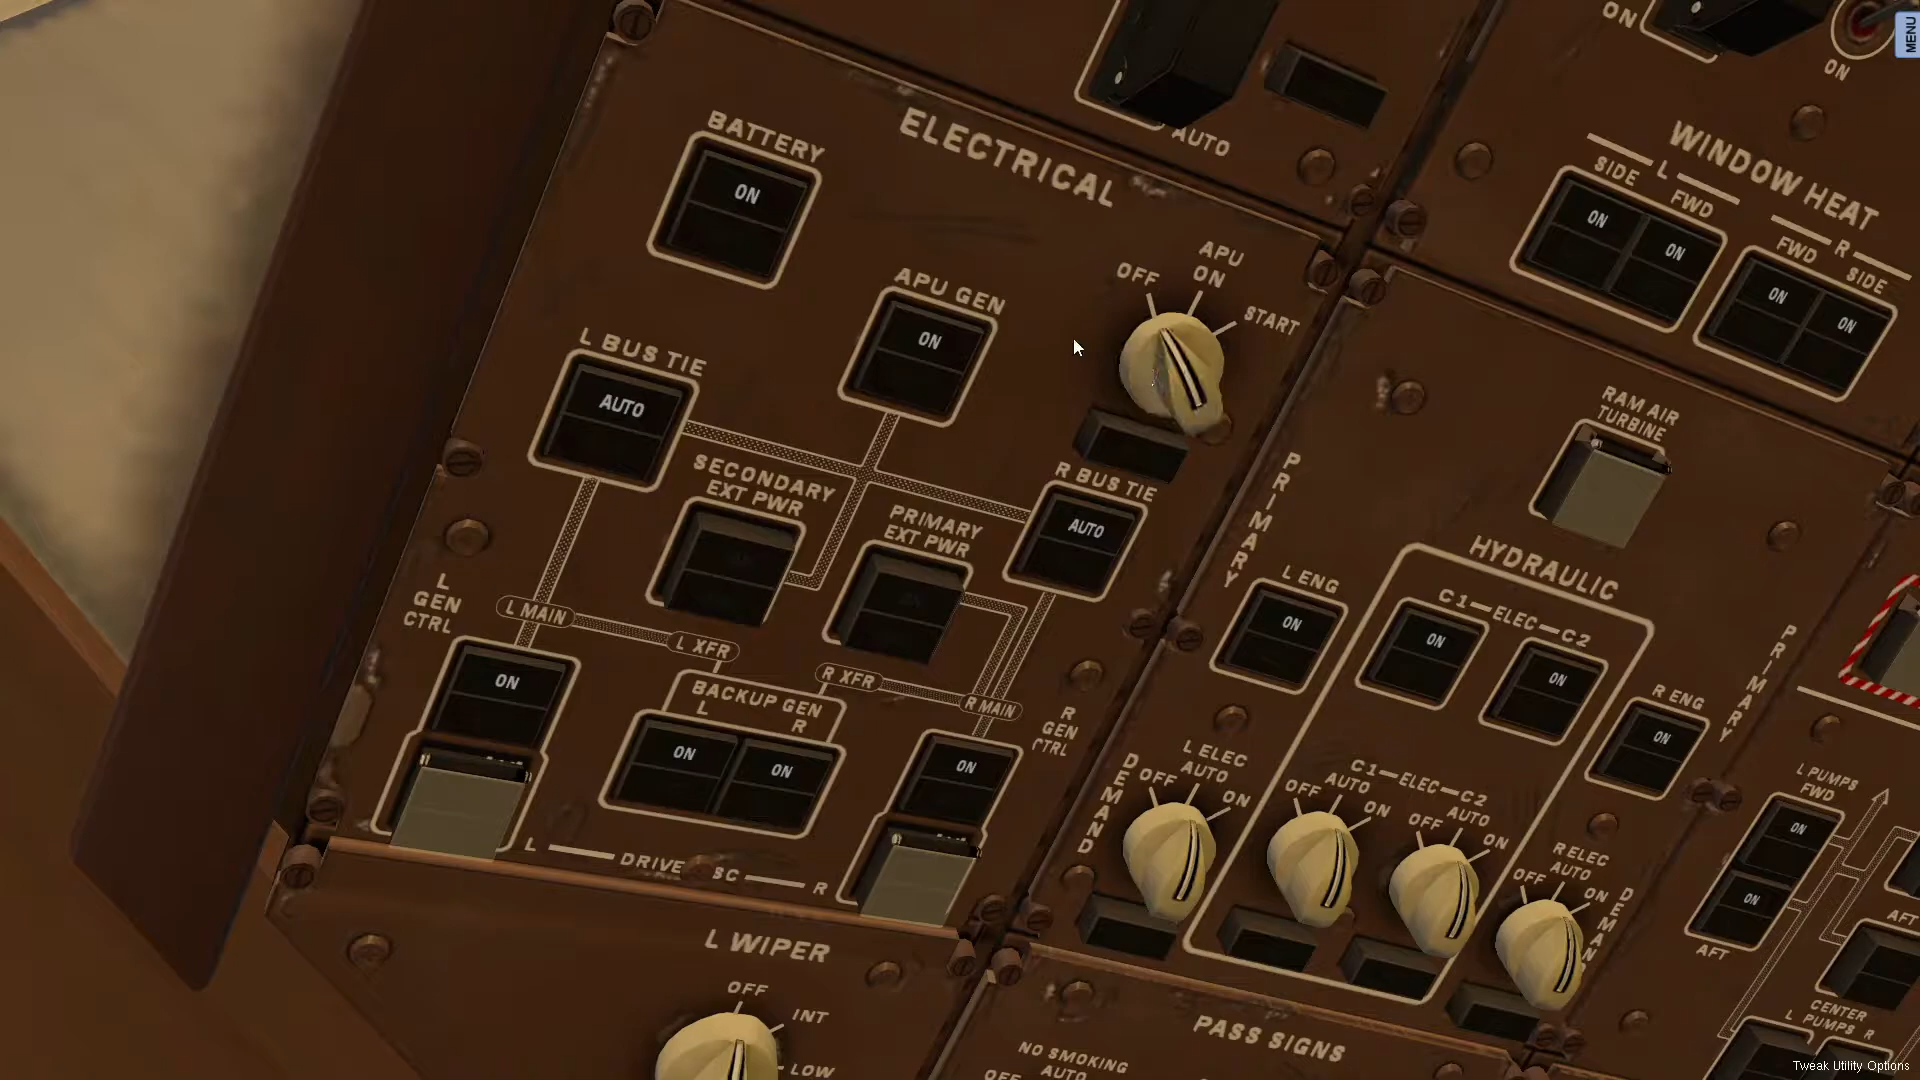 ON
ON
MENU
AUTO
ELECTRICAL
BATTERY
ON
WINDOW HEAT
L
SIDE
FWD
ON
ON
R
FWD
SIDE
ON
ON
APU
OFF
ON
START
APU GEN
ON
L BUS TIE
AUTO
SECONDARY
EXT PWR
PRIMARY
EXT PWR
R BUS TIE
AUTO
RAM AIR
TURBINE
HYDRAULIC
PRIMARY
L ENG
ON
C1 ELEC C2
ON
ON
R ENG
ON
PRIMARY
L
GEN
CTRL
ON
L MAIN
L XFR
R XFR
R MAIN
BACKUP GEN
L
R
ON
ON
R
GEN
CTRL
ON
L
DRIVE
SC
R
DEMAND
L ELEC
OFF
AUTO
ON
C1 ELEC C2
OFF
AUTO
ON
OFF
AUTO
ON
R ELEC
OFF
AUTO
ON
L PUMPS
FWD
ON
ON
AFT
AFT
CENTER
L PUMPS R
L WIPER
OFF
INT
LOW
PASS SIGNS
NO SMOKING
AUTO
OFF
Tweak Utility Options